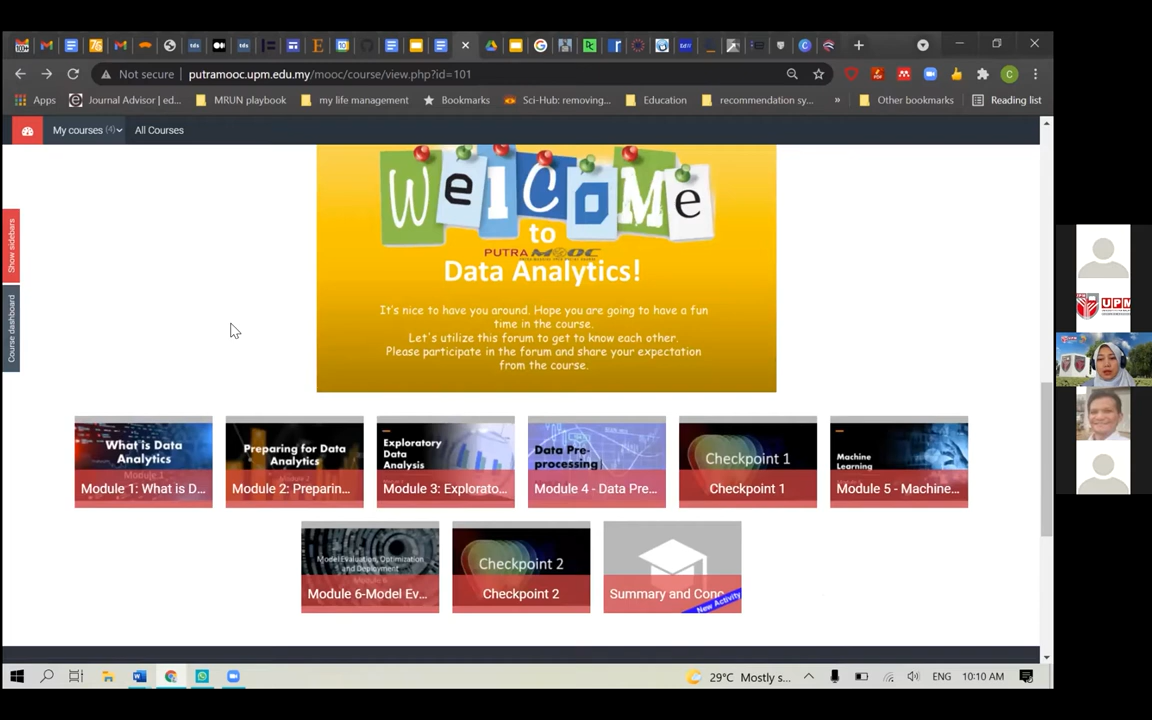 Not secure putramooc.upm.edu.my/mooc/course/view.php?id=101
Apps Journal Advisor | ed... MRUN playbook my life management Bookmarks Sci-Hub: removing... Education recommendation sy... » Other bookmarks Reading list
My courses (4) All Courses
Show sidebars
Course dashboard
WelCoMe
to
PUTRA MOOC
Data Analytics!
It's nice to have you around. Hope you are going to have a fun
time in the course.
Let's utilize this forum to get to know each other.
Please participate in the forum and share your expectation
from the course.
What is Data
Analytics
Module 1
Module 1: What is D...
Preparing for Data
Analytics
Module 2: Preparin...
Exploratory
Data
Analysis
Module 3: Explorato...
Data Pre-
processing
Module 4 - Data Pre...
Checkpoint 1
Checkpoint 1
Machine
Learning
Module 5 - Machine...
Model Evaluation, Optimization
and Deployment
Module 6-Model Ev...
Checkpoint 2
Checkpoint 2
Summary and Conc
New Activity
UPM
29°C Mostly s... ENG 10:10 AM